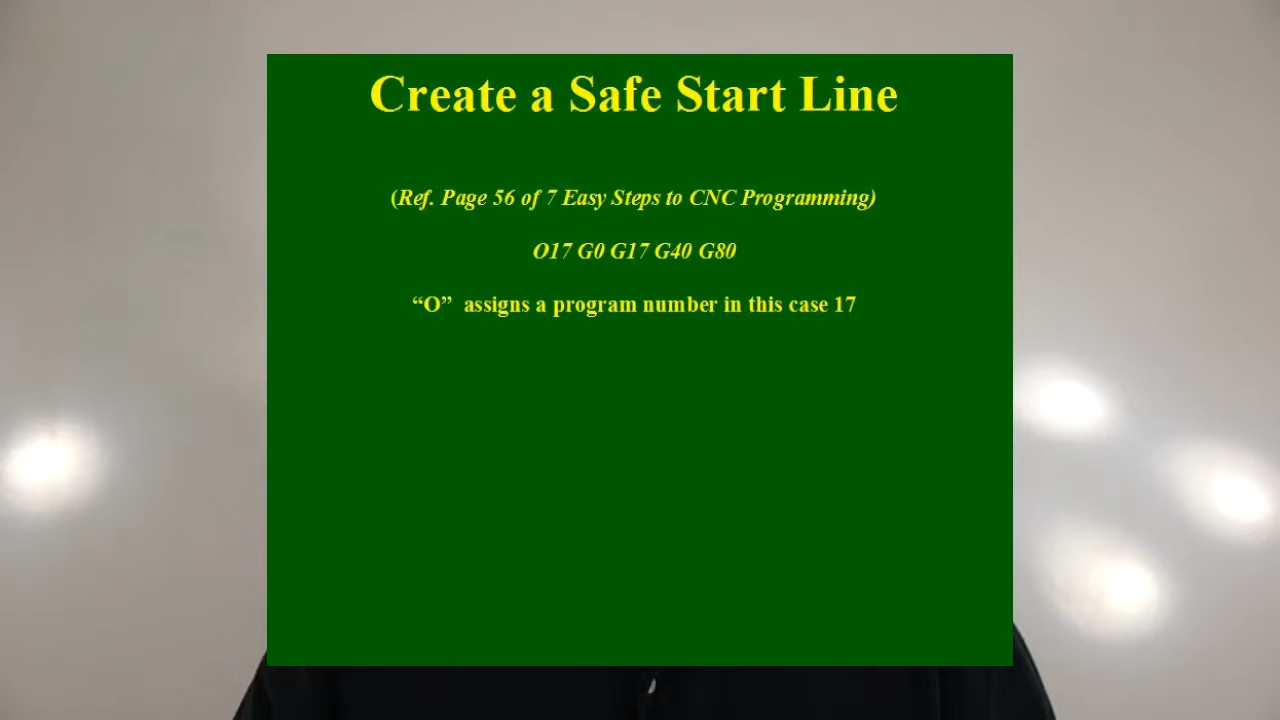 Create a Safe Start Line
(Ref. Page 56 of 7 Easy Steps to CNC Programming)
O17 G0 G17 G40 G80
“O”  assigns a program number in this case 17